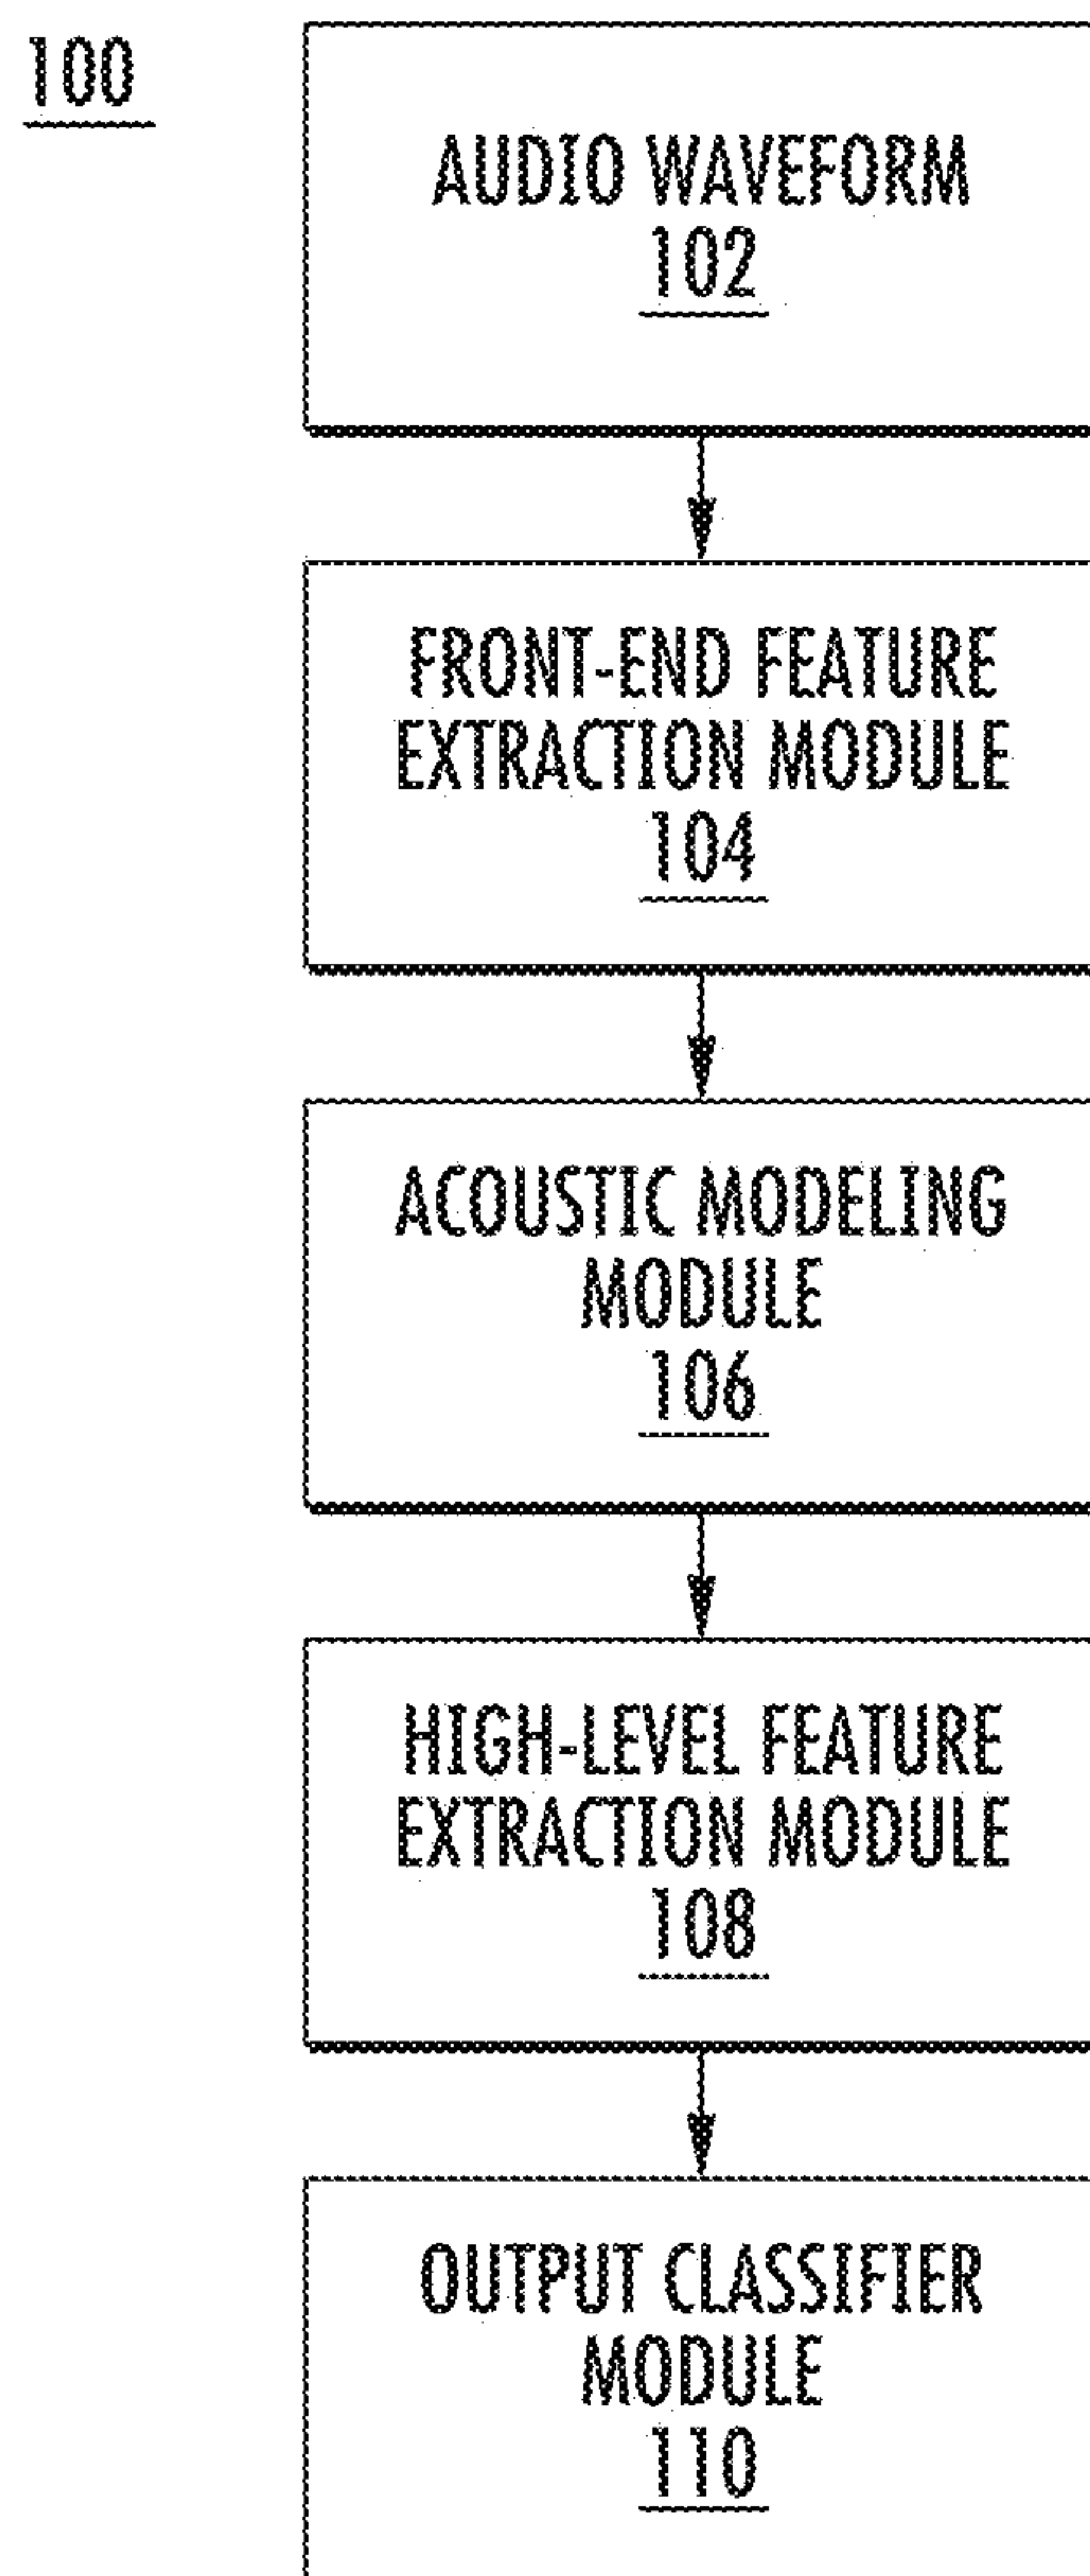 100
AUDIO WAVEFORM
102
FRONT-END FEATURE
EXTRACTION MODULE
104
ACOUSTIC MODELING
MODULE
106
HIGH-LEVEL FEATURE
EXTRACTION MODULE
108
OUTPUT CLASSIFIER
MODULE
110